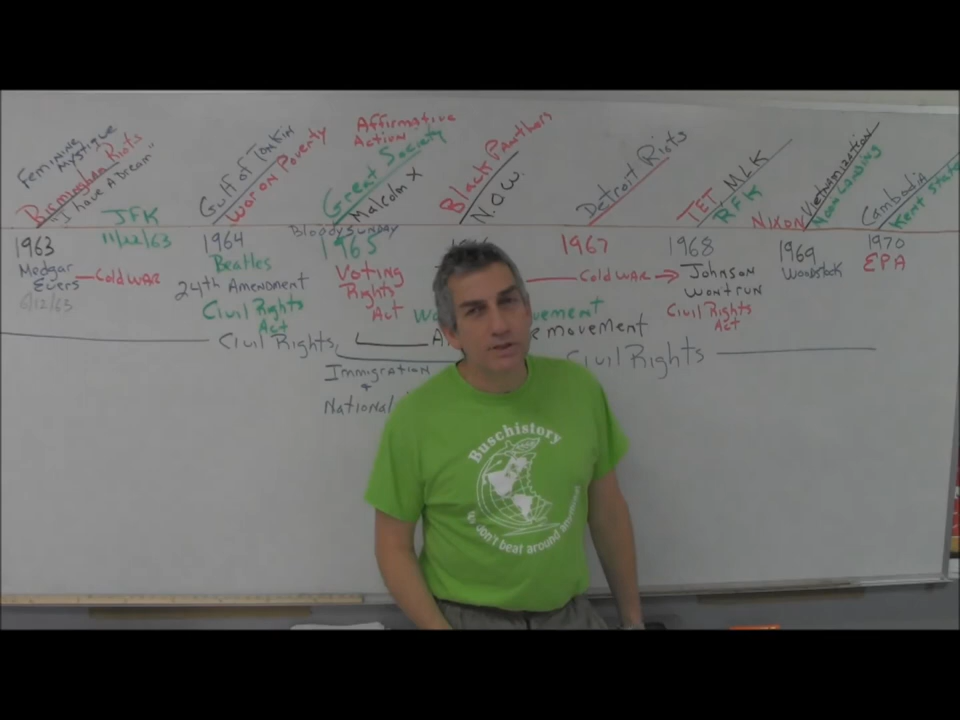 Feminine
Mystique
Birmingham Riots
"I have A Dream"
JFK
11/22/63
Gulf of Tonkin
War on Poverty
Affirmative
Action
Great Society
Malcolm X
Bloody Sunday
Black Panthers
N.O.W.
Detroit Riots
TET MLK
RFK
NIXON
Vietnamization
Moon Landing
Cambodia
Kent State
1963
Medgar
Evers
6/12/63
Cold WAR
1964
Beatles
24th Amendment
Civil Rights
Act
1965
Voting
Rights
Act
1967
Cold WAR
1968
Johnson
wont run
Civil Rights
Act
1969
Woodstock
1970
EPA
movement
Civil Rights
Civil Rights
Immigration
National
Buschistory
don't beat around